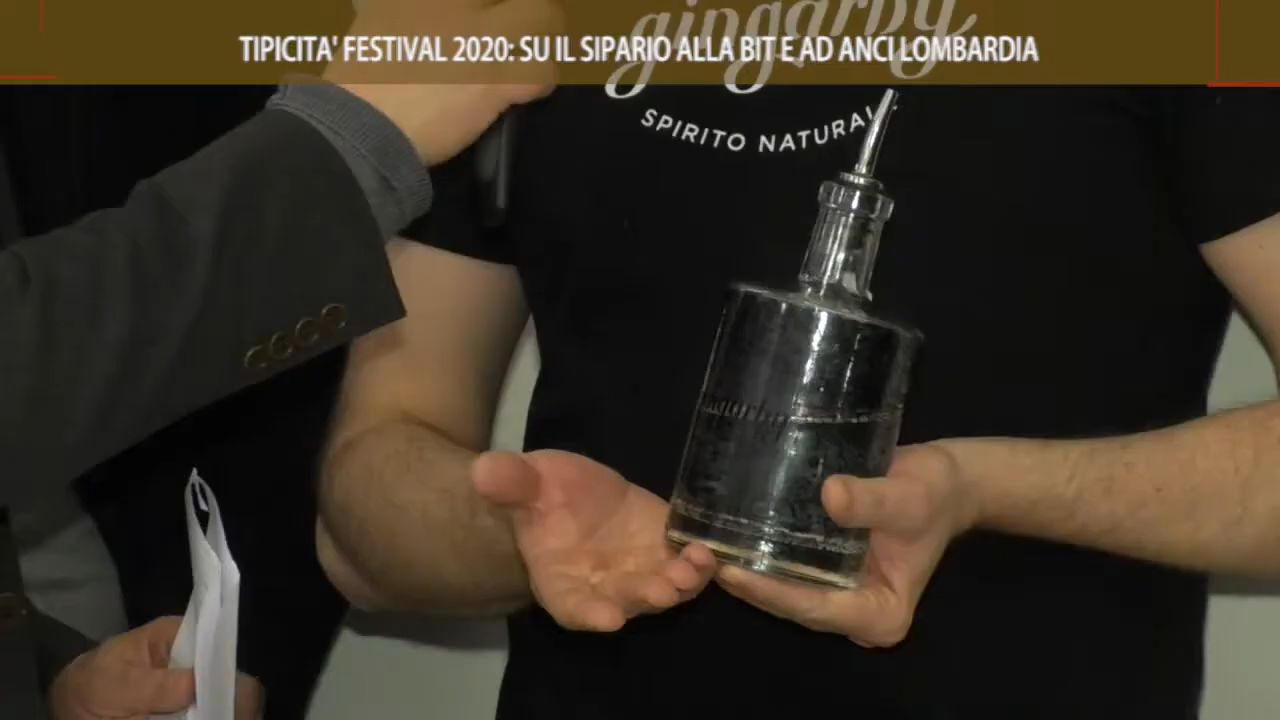 gingarby
TIPICITA' FESTIVAL 2020: SU IL SIPARIO ALLA BIT E AD ANCI LOMBARDIA
SPIRITO NATURAL